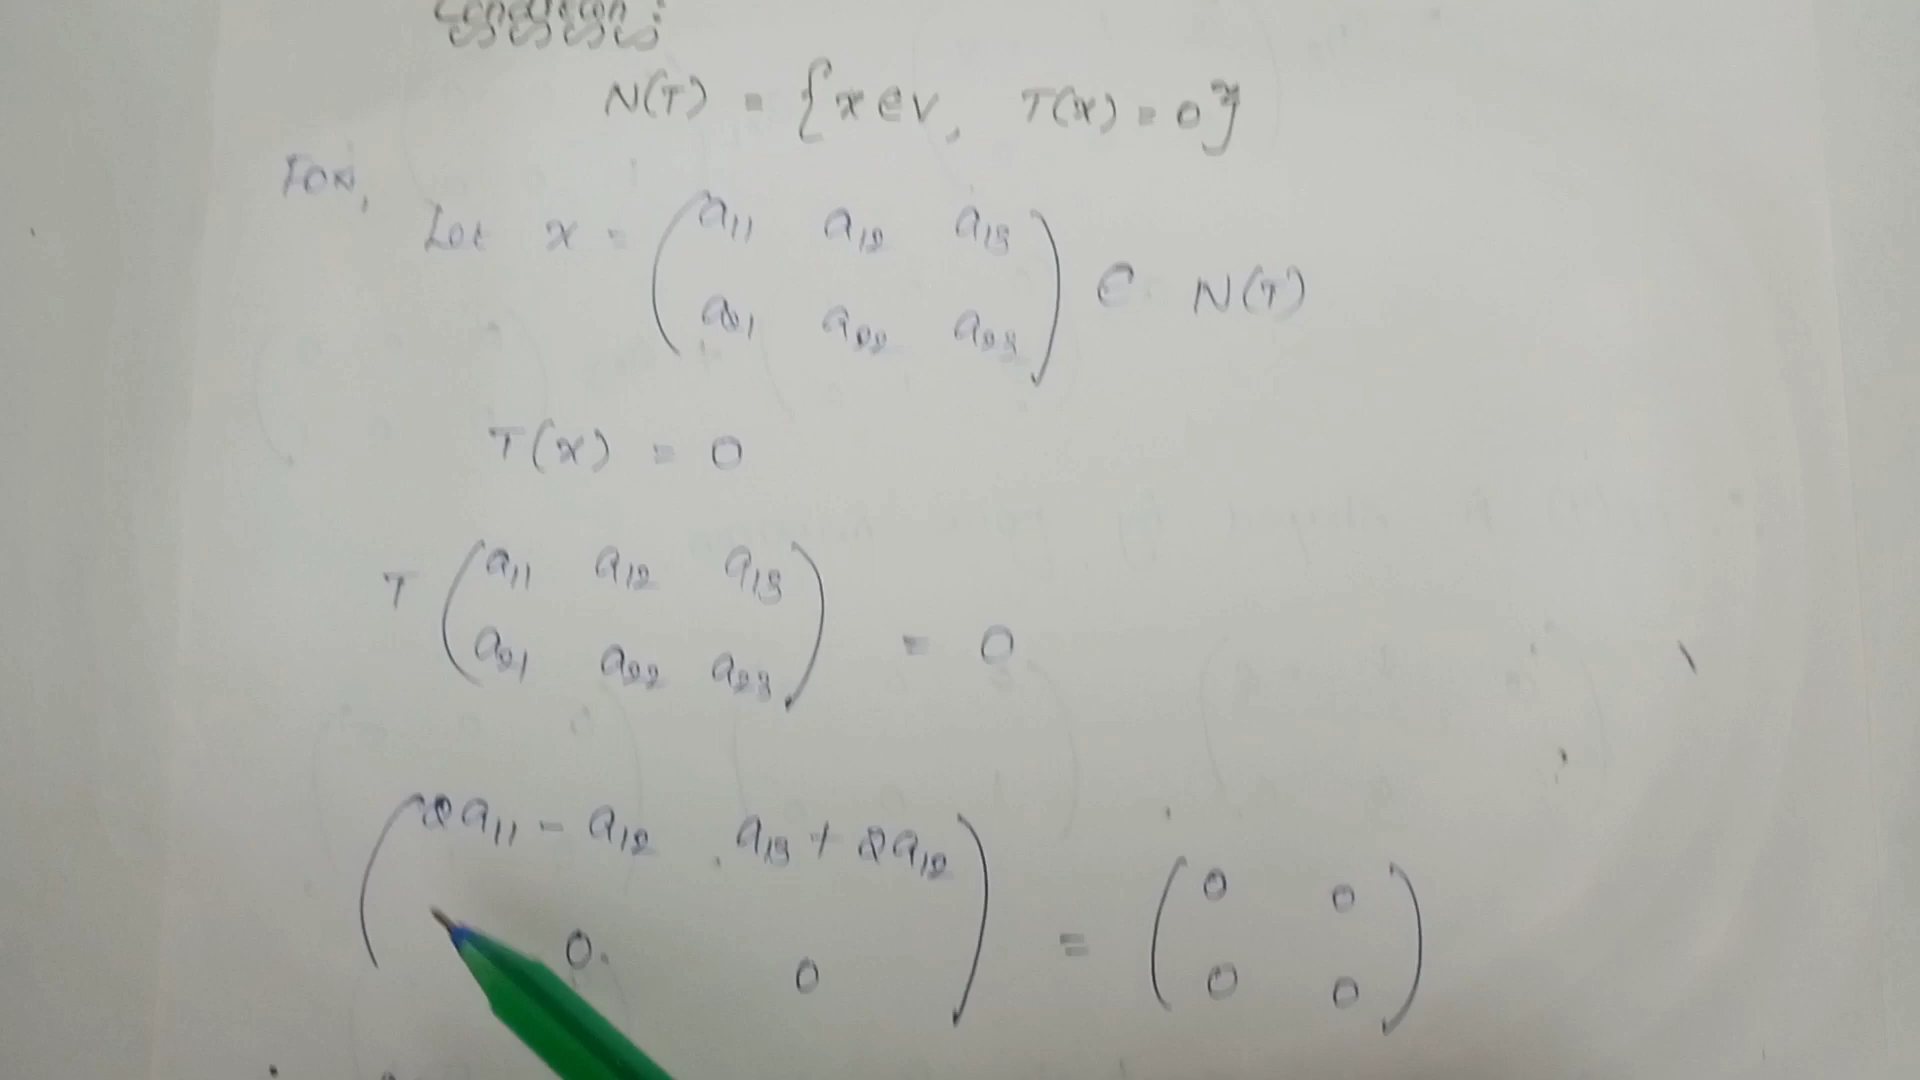 Condition :
N(T) = {x ∈ V, T(x) = 0}
For,
Let x = ( a₁₁ a₁₂ a₁₃
a₂₁ a₂₂ a₂₃ ) ∈ N(T)
T(x) = 0
T ( a₁₁ a₁₂ a₁₃
a₂₁ a₂₂ a₂₃ ) = 0
( 2a₁₁ - a₁₂ a₁₃ + 2a₁₂
0 0 ) = ( 0 0
0 0 )